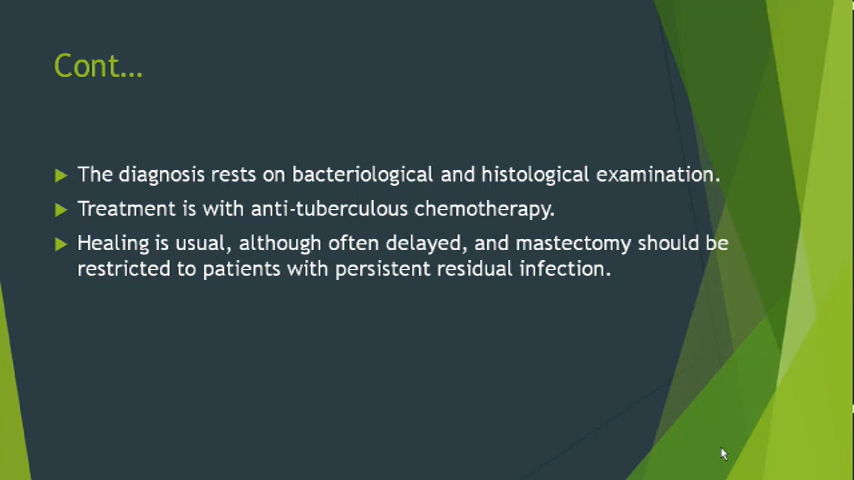 Cont...
The diagnosis rests on bacteriological and histological examination.
Treatment is with anti-tuberculous chemotherapy.
Healing is usual, although often delayed, and mastectomy should be
restricted to patients with persistent residual infection.